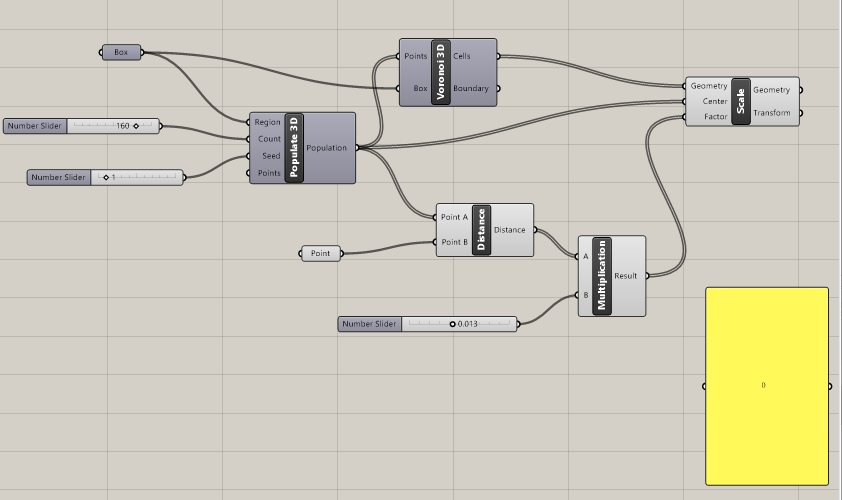 Box
Points
Box
Voronoi 3D
Cells
Boundary
Geometry
Center
Factor
Scale
Geometry
Transform
Number Slider
160
Region
Count
Seed
Points
Populate 3D
Population
Number Slider
1
Point A
Point B
Distance
Distance
Point
A
B
Multiplication
Result
Number Slider
0.013
0